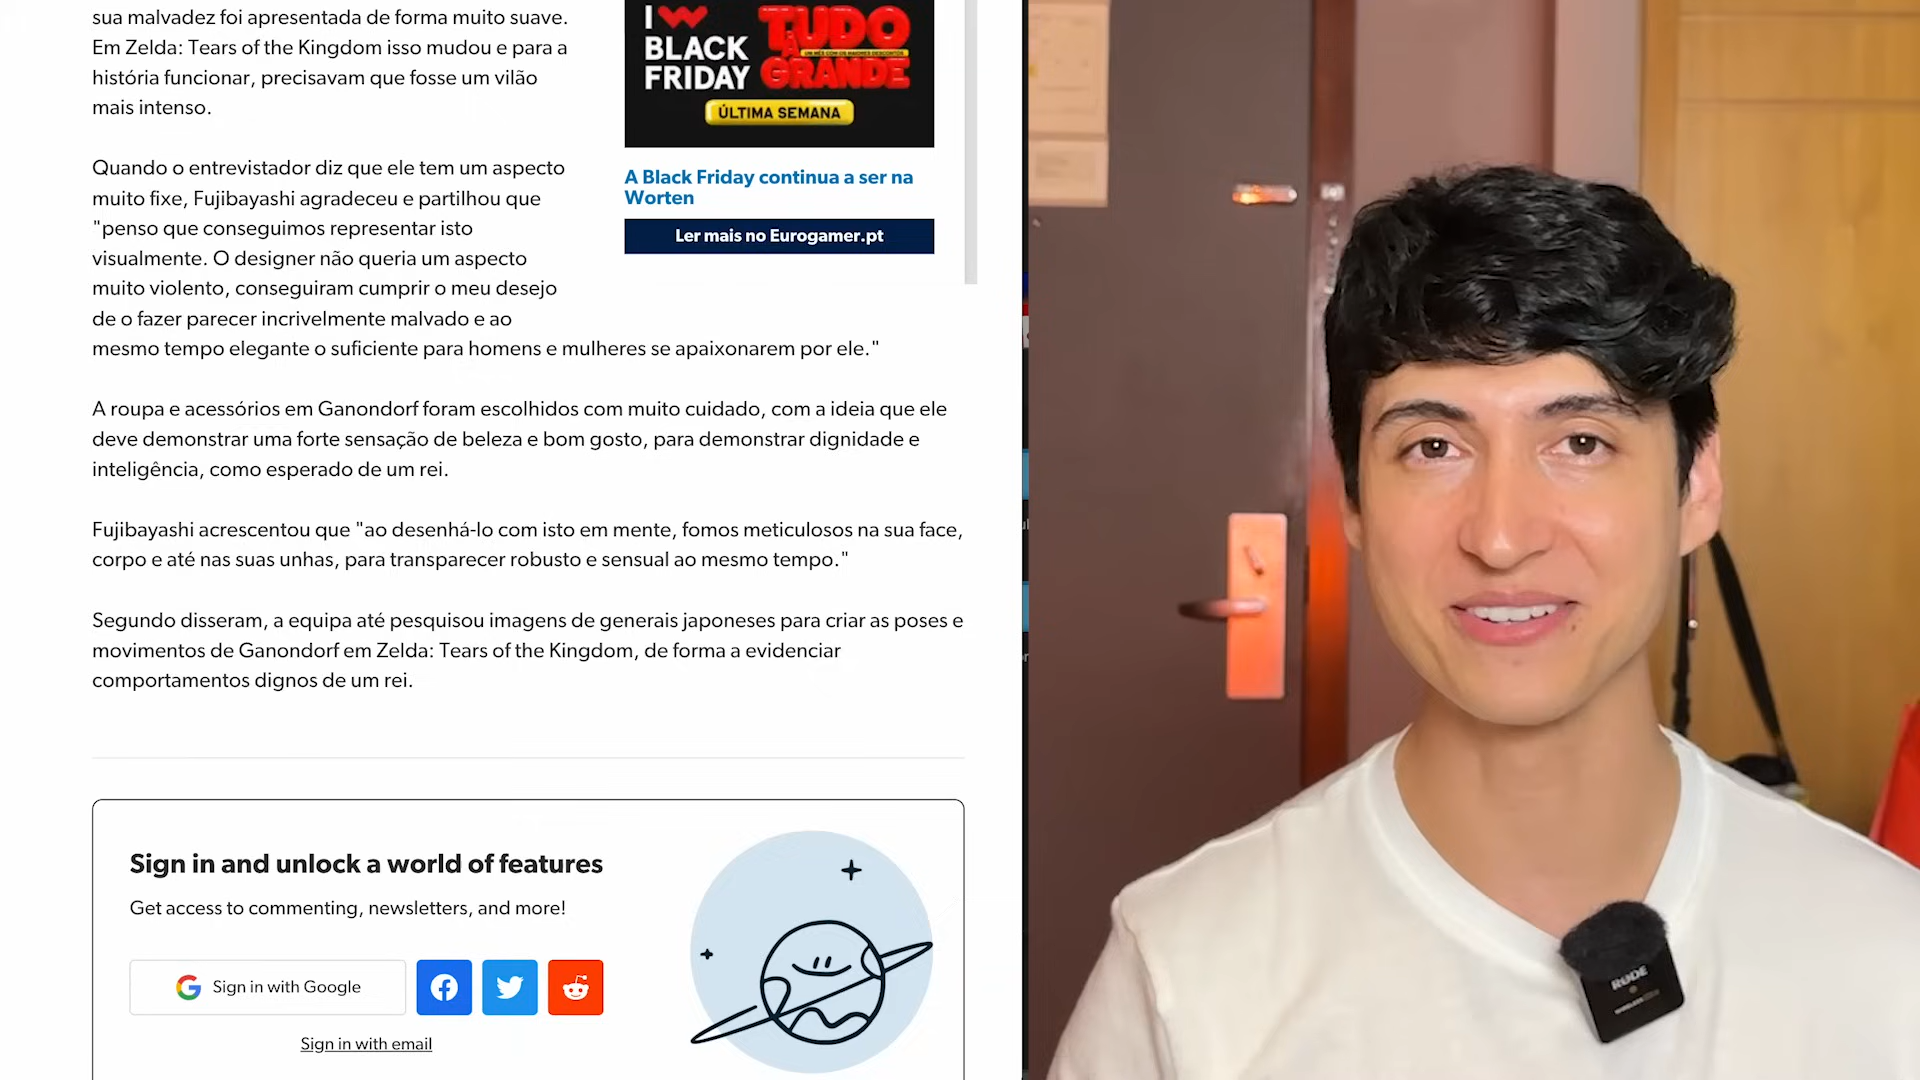 sua malvadez foi apresentada de forma muito suave.
Em Zelda: Tears of the Kingdom isso mudou e para a
história funcionar, precisavam que fosse um vilão
mais intenso.
Quando o entrevistador diz que ele tem um aspecto
muito fixe, Fujibayashi agradeceu e partilhou que
"penso que conseguimos representar isto
visualmente. O designer não queria um aspecto
muito violento, conseguiram cumprir o meu desejo
de o fazer parecer incrivelmente malvado e ao
mesmo tempo elegante o suficiente para homens e mulheres se apaixonarem por ele."
A roupa e acessórios em Ganondorf foram escolhidos com muito cuidado, com a ideia que ele
deve demonstrar uma forte sensação de beleza e bom gosto, para demonstrar dignidade e
inteligência, como esperado de um rei.
Fujibayashi acrescentou que "ao desenhá-lo com isto em mente, fomos meticulosos na sua face,
corpo e até nas suas unhas, para transparecer robusto e sensual ao mesmo tempo."
Segundo disseram, a equipa até pesquisou imagens de generais japoneses para criar as poses e
movimentos de Ganondorf em Zelda: Tears of the Kingdom, de forma a evidenciar
comportamentos dignos de um rei.
I
BLACK
FRIDAY
TUDO
À
GRANDE
UM MÊS COM OS MAIORES DESCONTOS
ÚLTIMA SEMANA
A Black Friday continua a ser na
Worten
Ler mais no Eurogamer.pt
Sign in and unlock a world of features
Get access to commenting, newsletters, and more!
Sign in with Google
Sign in with email
RØDE